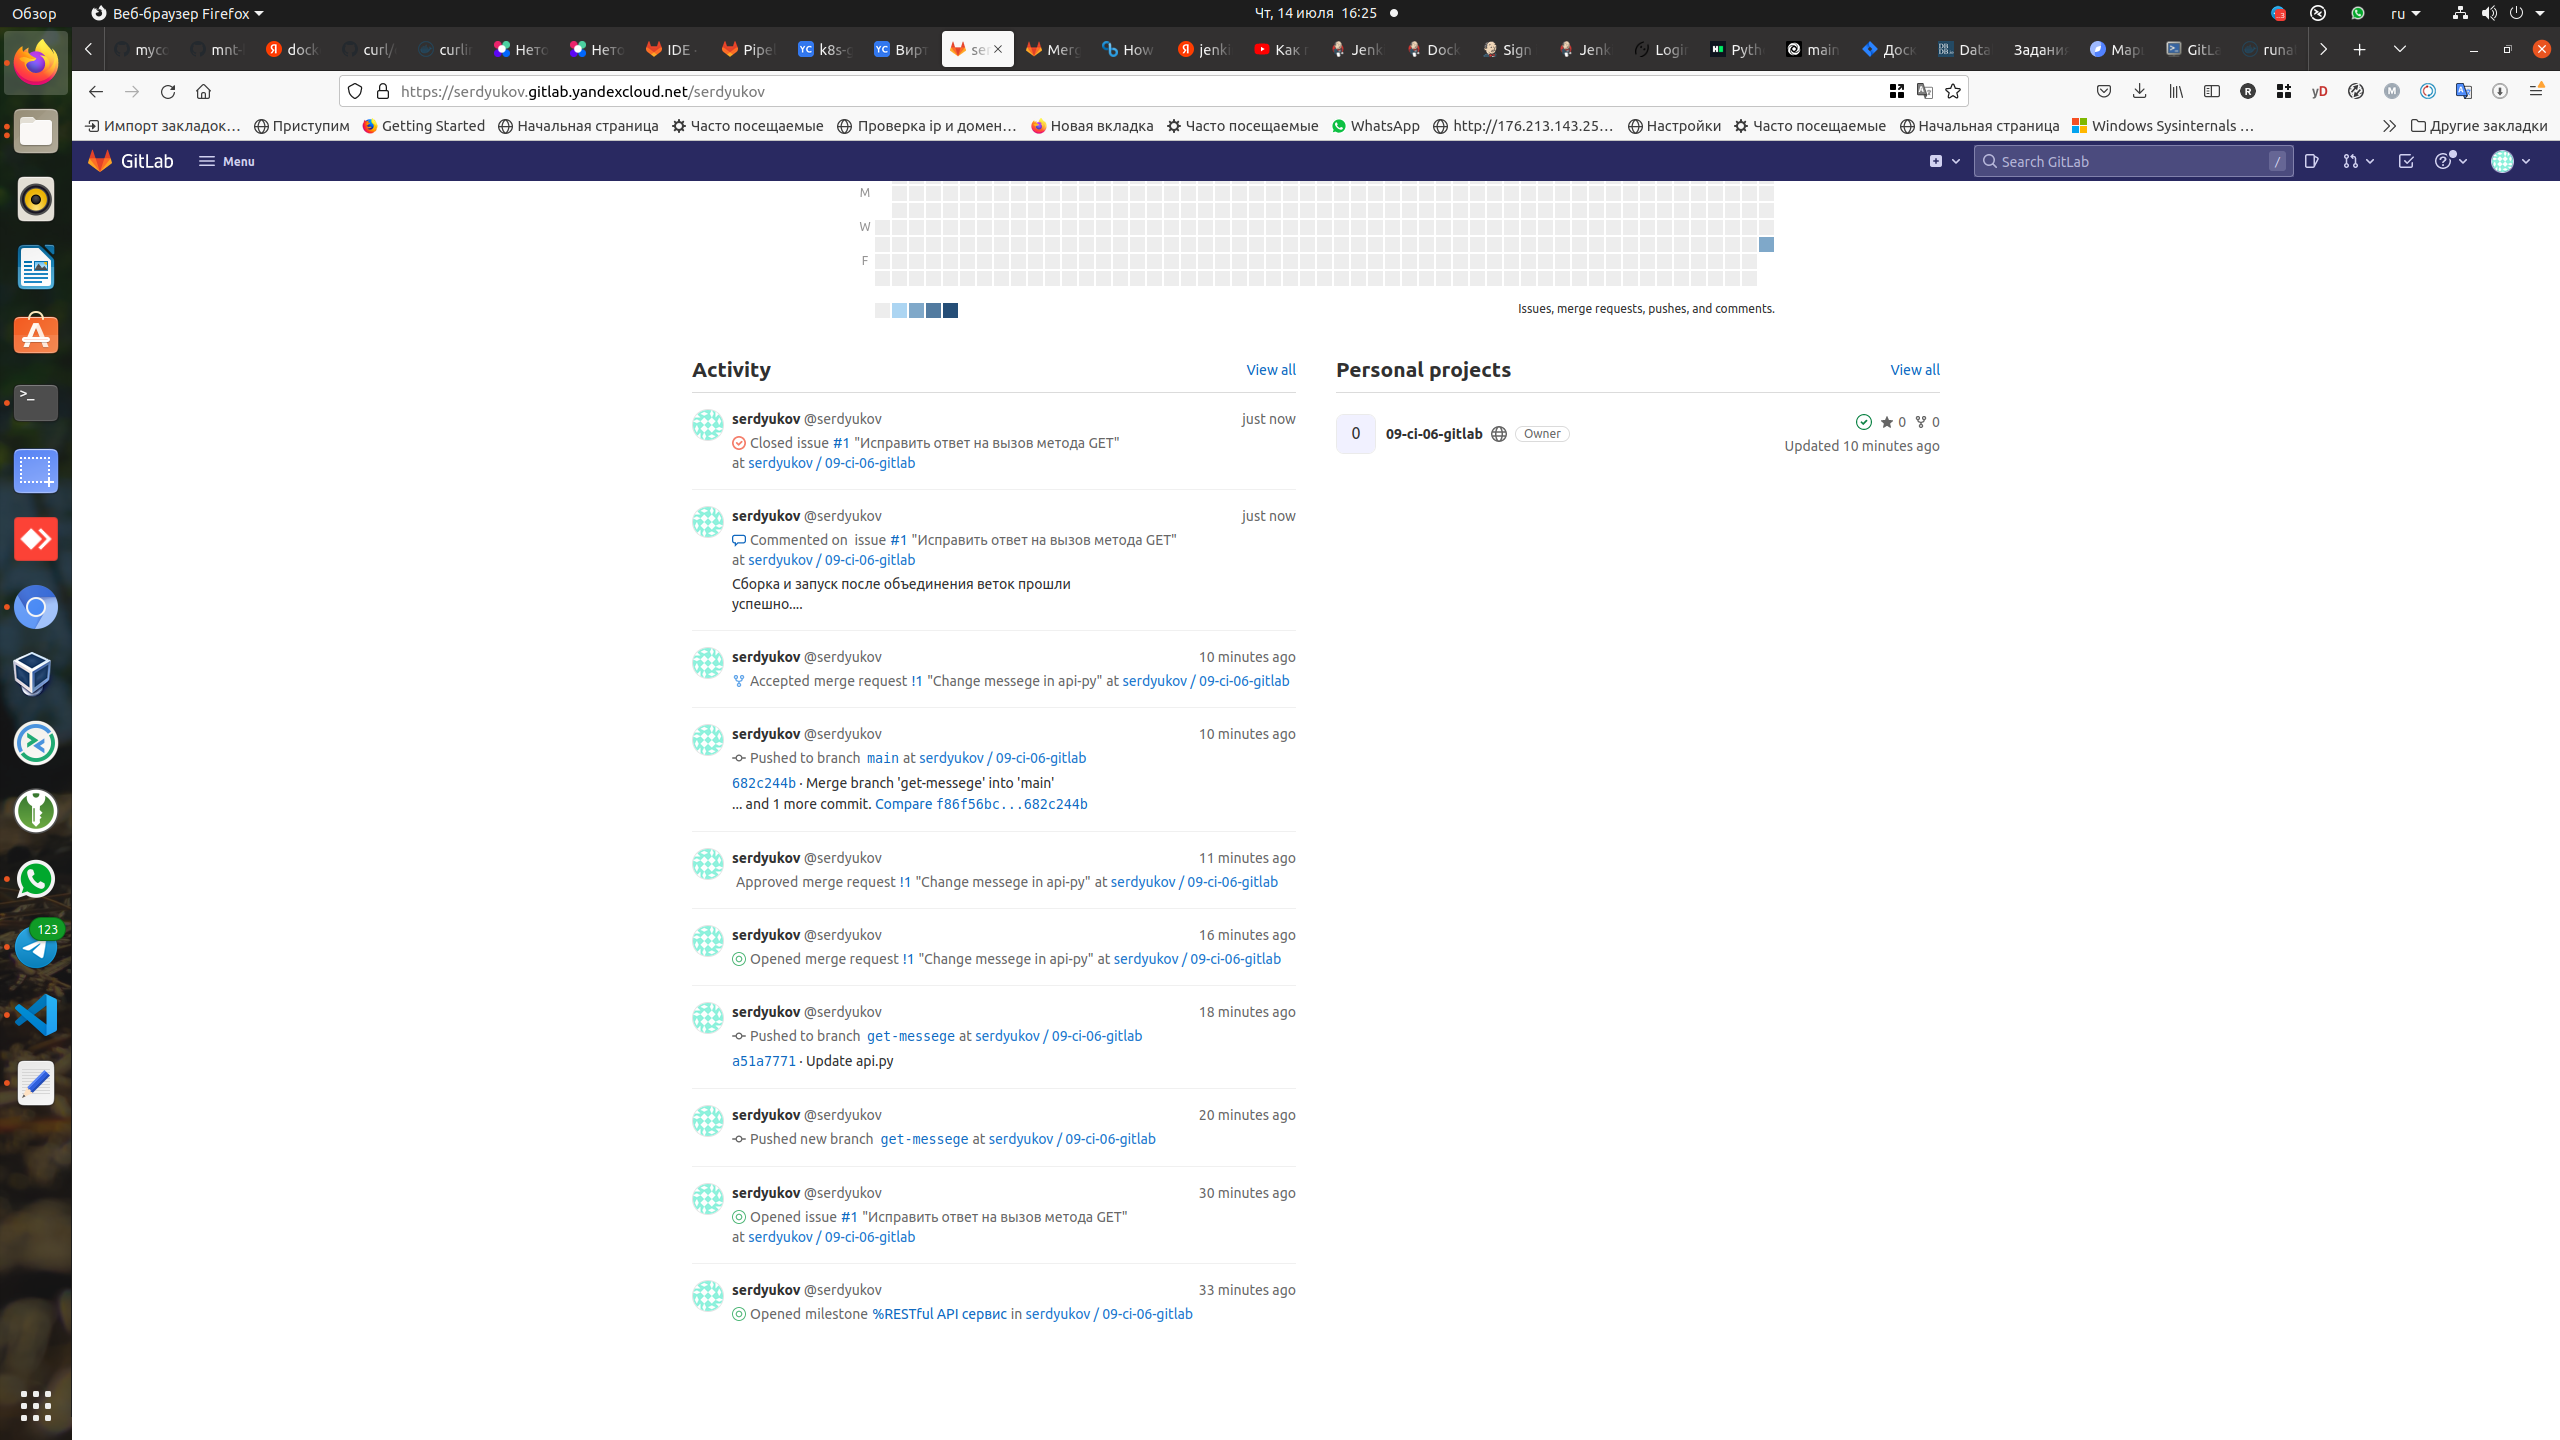 Обзор Веб-браузер Firefox Чт, 14 июля 16:25 ru
dock curl/ IDE Pipel k8s-g How Как Jenk Dock Sign Jenk main Data Задания GitLa
https://serdyukov.gitlab.yandexcloud.net/serdyukov
Импорт закладок… Приступим Getting Started Начальная страница Часто посещаемые Проверка ip и домен… Новая вкладка Часто посещаемые WhatsApp http://176.213.143.25… Настройки Часто посещаемые Начальная страница Windows Sysinternals … Другие закладки
GitLab Menu Search GitLab /
M
W
F
Issues, merge requests, pushes, and comments.
Activity View all
serdyukov @serdyukov just now
Closed issue #1 "Исправить ответ на вызов метода GET"
at serdyukov / 09-ci-06-gitlab
serdyukov @serdyukov just now
Commented on issue #1 "Исправить ответ на вызов метода GET"
at serdyukov / 09-ci-06-gitlab
Сборка и запуск после объединения веток прошли
успешно....
serdyukov @serdyukov 10 minutes ago
Accepted merge request !1 "Change messege in api-py" at serdyukov / 09-ci-06-gitlab
serdyukov @serdyukov 10 minutes ago
Pushed to branch main at serdyukov / 09-ci-06-gitlab
682c244b · Merge branch 'get-messege' into 'main'
... and 1 more commit. Compare f86f56bc...682c244b
serdyukov @serdyukov 11 minutes ago
Approved merge request !1 "Change messege in api-py" at serdyukov / 09-ci-06-gitlab
serdyukov @serdyukov 16 minutes ago
Opened merge request !1 "Change messege in api-py" at serdyukov / 09-ci-06-gitlab
serdyukov @serdyukov 18 minutes ago
Pushed to branch get-messege at serdyukov / 09-ci-06-gitlab
a51a7771 · Update api.py
serdyukov @serdyukov 20 minutes ago
Pushed new branch get-messege at serdyukov / 09-ci-06-gitlab
serdyukov @serdyukov 30 minutes ago
Opened issue #1 "Исправить ответ на вызов метода GET"
at serdyukov / 09-ci-06-gitlab
serdyukov @serdyukov 33 minutes ago
Opened milestone %RESTful API сервис in serdyukov / 09-ci-06-gitlab
Personal projects View all
0 09-ci-06-gitlab Owner 0 0
Updated 10 minutes ago
123